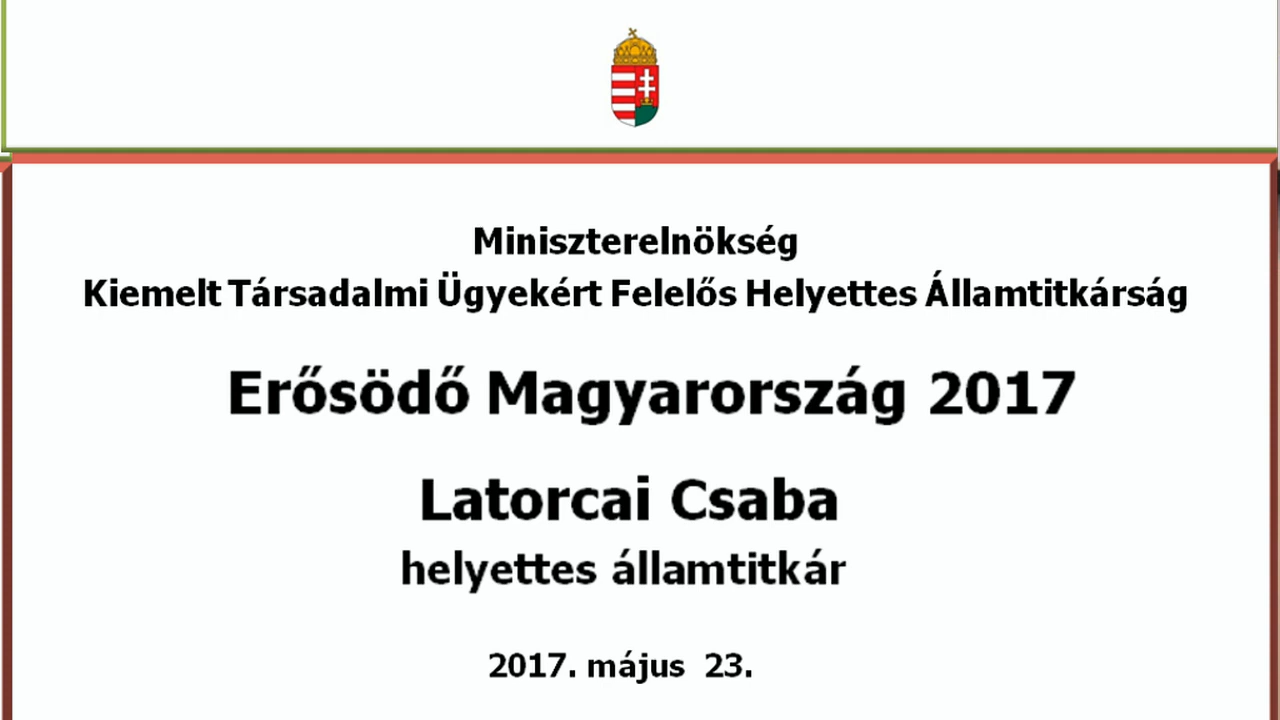 Miniszterelnökség
Kiemelt Társadalmi Ügyekért Felelős Helyettes Államtitkárság
Erősödő Magyarország 2017
Latorcai Csaba
helyettes államtitkár
2017. május 23.